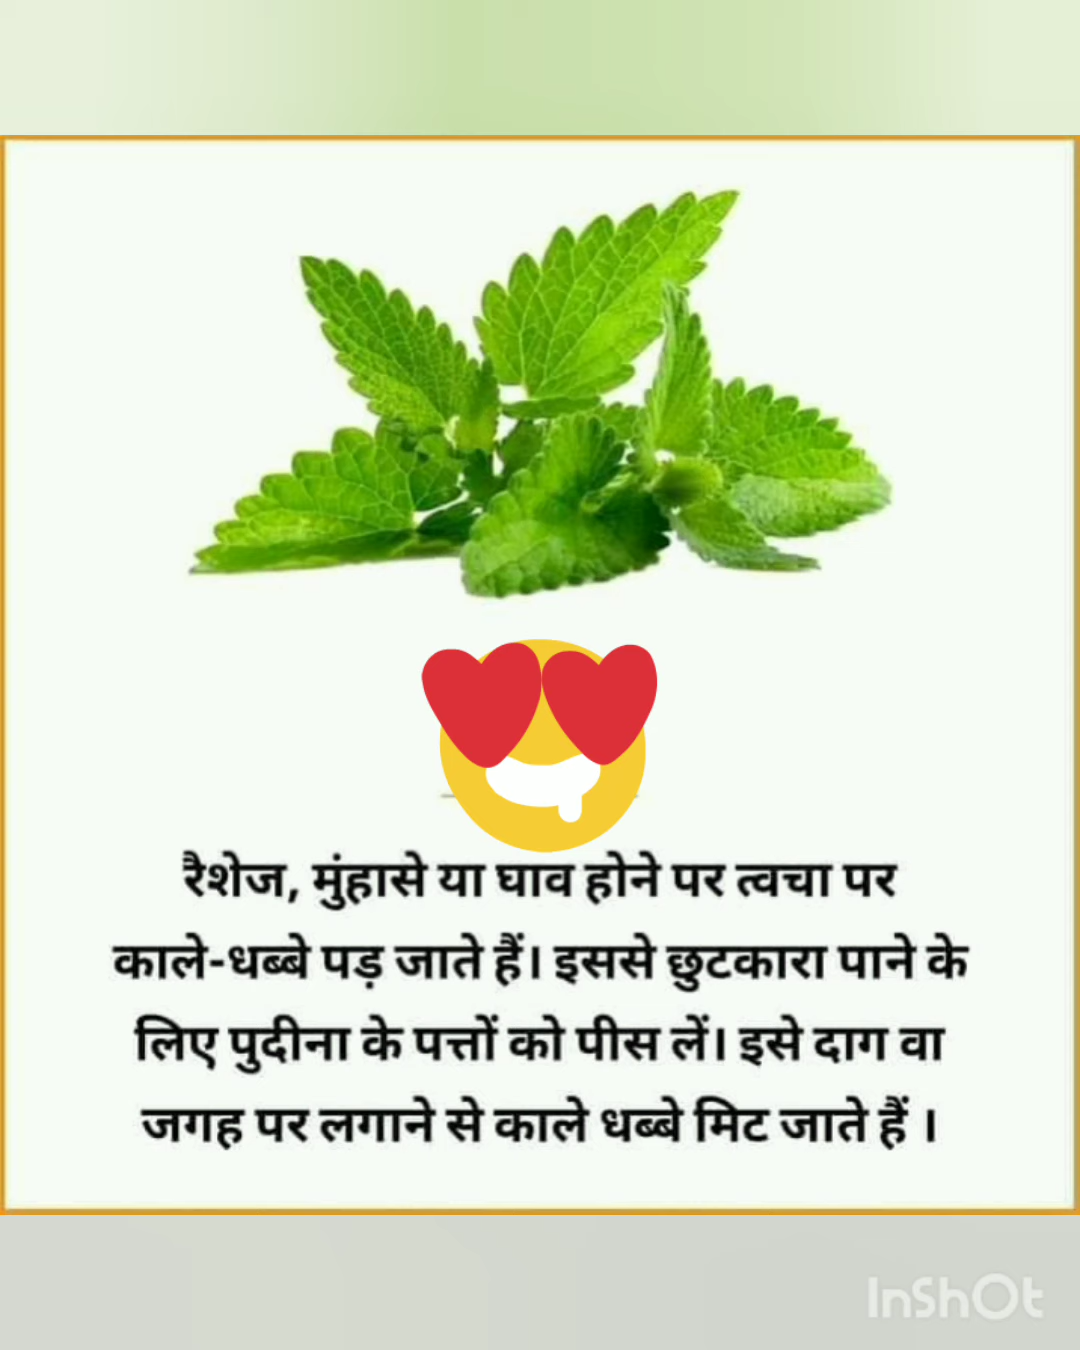 रैशेज, मुंहासे या घाव होने पर त्वचा पर
काले-धब्बे पड़ जाते हैं। इससे छुटकारा पाने के
लिए पुदीना के पत्तों को पीस लें। इसे दाग वा
जगह पर लगाने से काले धब्बे मिट जाते हैं ।
InShOt